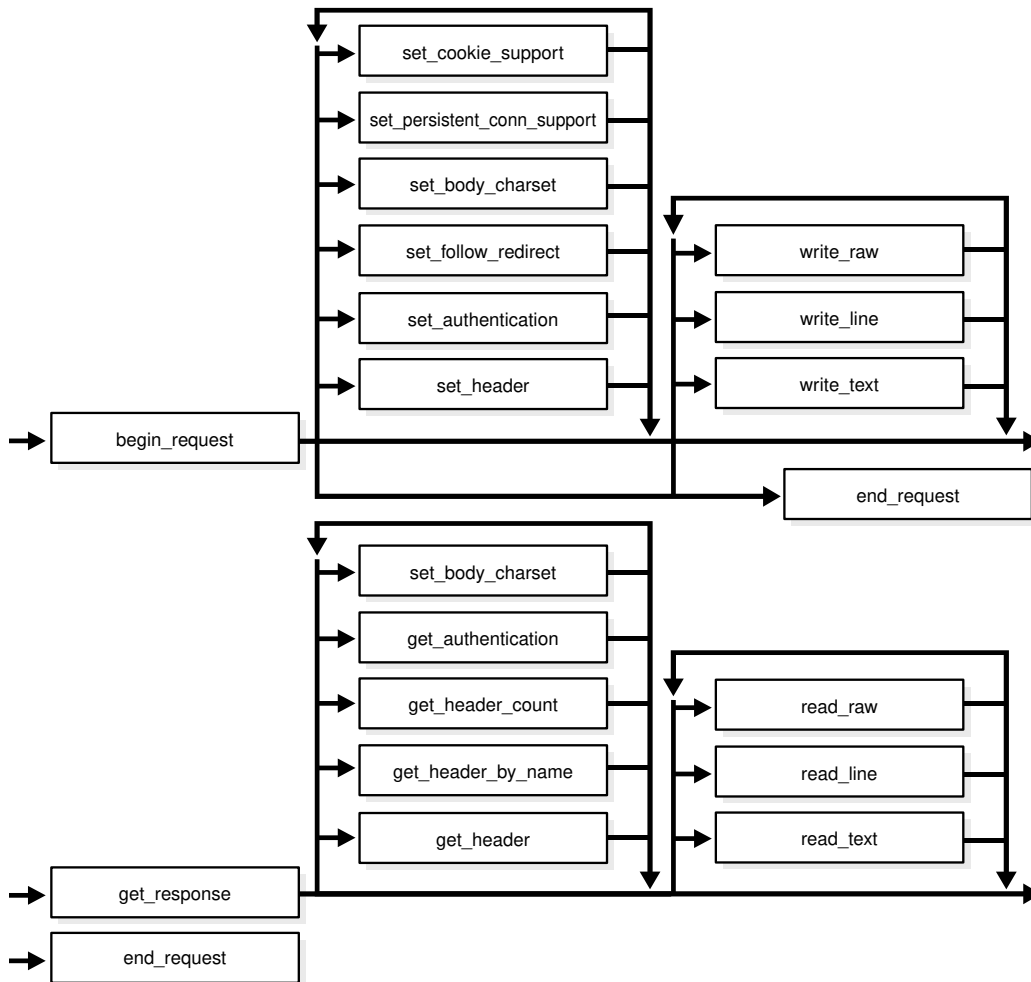 set_cookie_support
set_persistent_conn_support
set_body_charset
set_follow_redirect
set_authentication
set_header
write_raw
write_line
write_text
begin_request
end_request
set_body_charset
get_authentication
get_header_count
get_header_by_name
get_header
read_raw
read_line
read_text
get_response
end_request